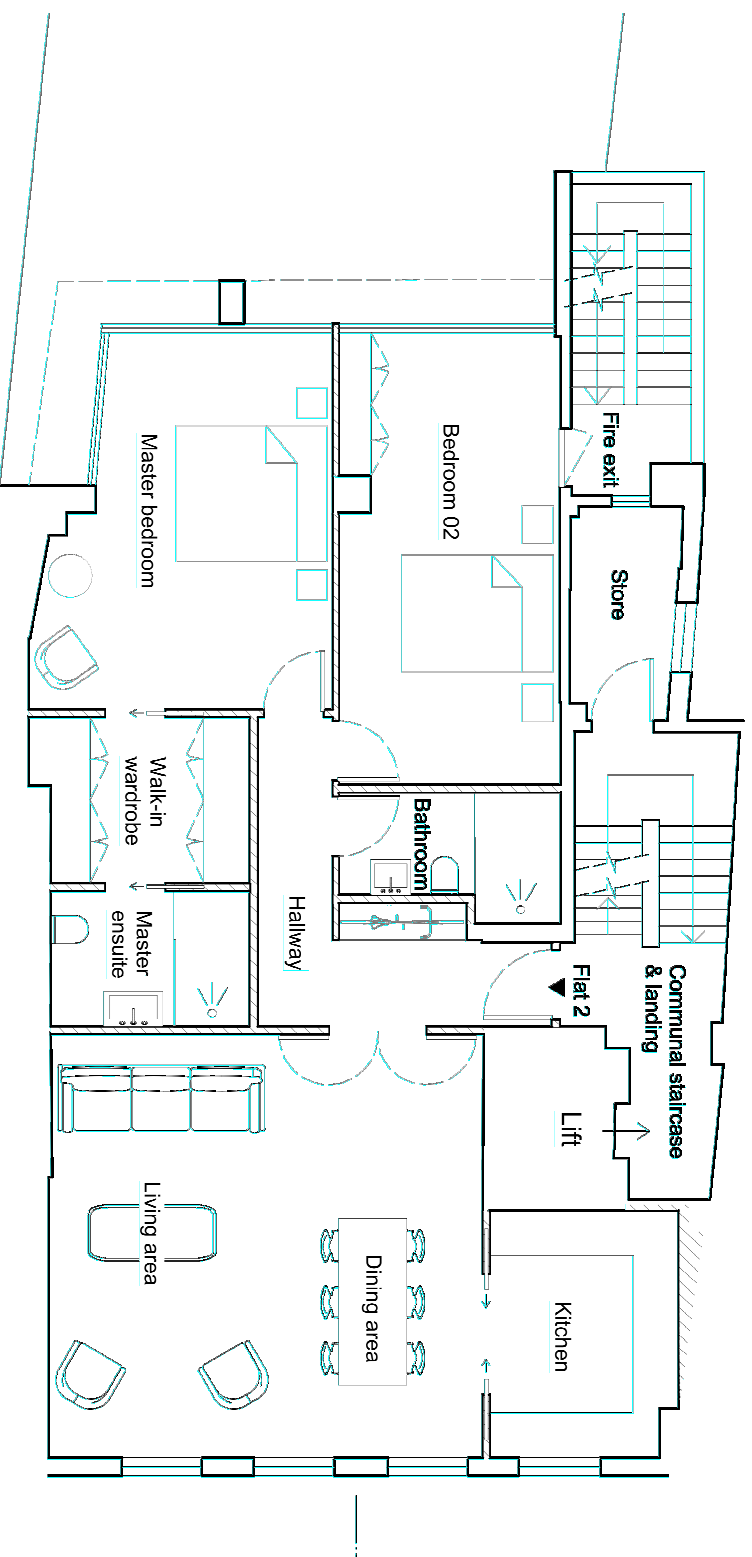 Fire exit
Store
Bedroom 02
Master bedroom
Walk-in
wardrobe
Bathroom
Master
ensuite
Hallway
Flat 2
Communal staircase
& landing
Lift
Living area
Dining area
Kitchen